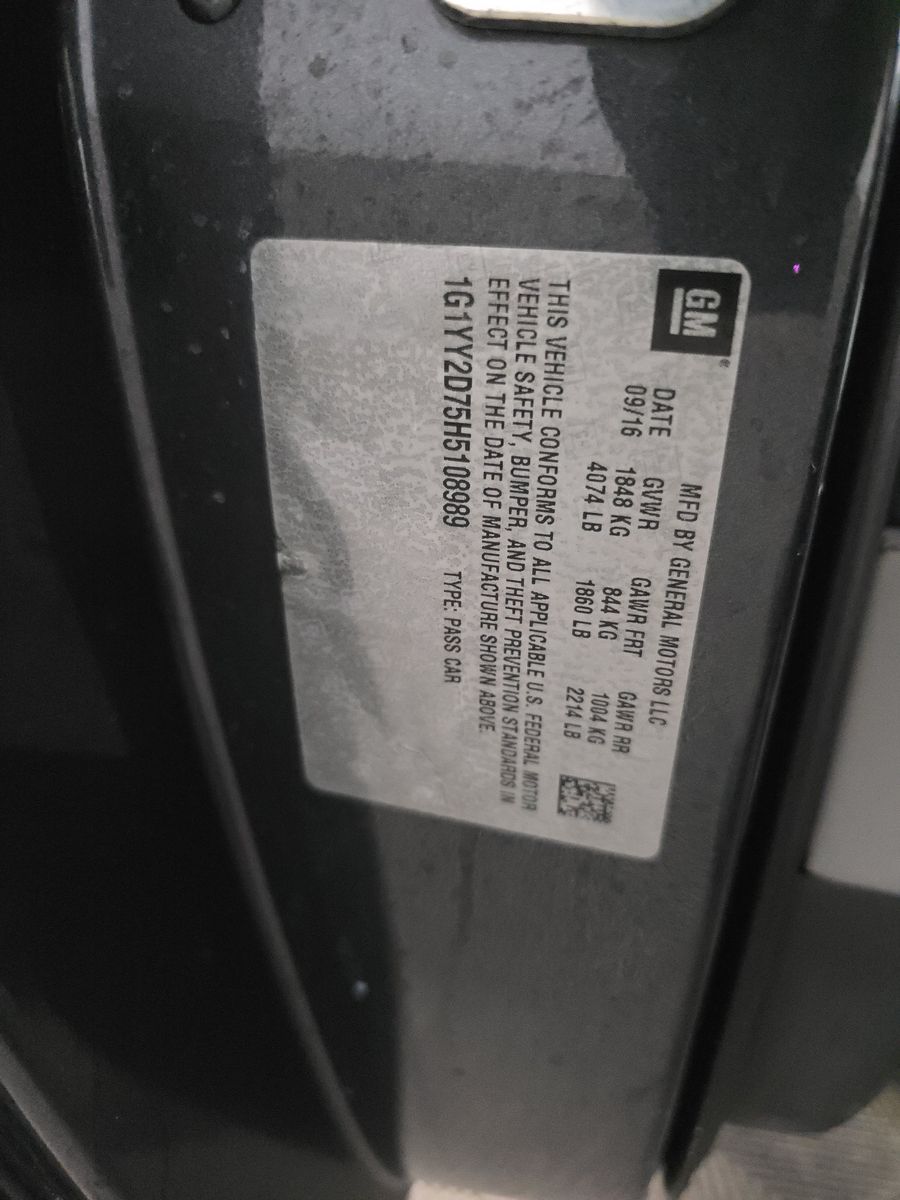 GM®
MFD BY GENERAL MOTORS LLC
DATE GVWR GAWR FRT GAWR RR
09/16 1848 KG 844 KG 1004 KG
4074 LB 1860 LB 2214 LB
THIS VEHICLE CONFORMS TO ALL APPLICABLE U.S. FEDERAL MOTOR
VEHICLE SAFETY, BUMPER, AND THEFT PREVENTION STANDARDS IN
EFFECT ON THE DATE OF MANUFACTURE SHOWN ABOVE.
1G1YY2D75H5108989 TYPE: PASS CAR